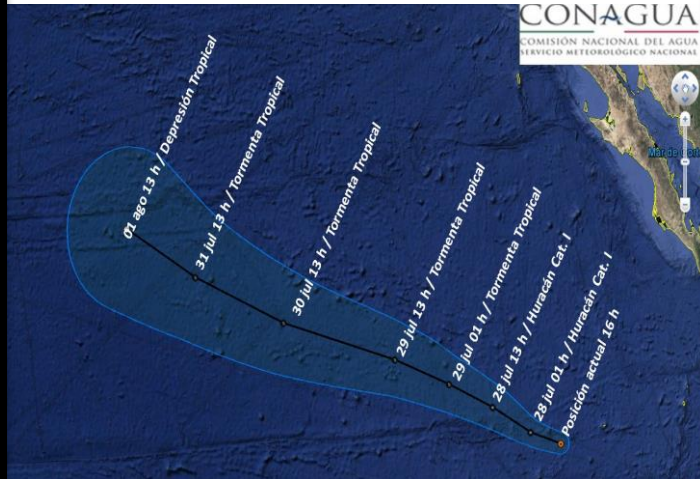 CONAGUA
COMISIÓN NACIONAL DEL AGUA
SERVICIO METEOROLÓGICO NACIONAL
01 ago 13 h / Depresión Tropical
31 jul 13 h / Tormenta Tropical
30 jul 13 h / Tormenta Tropical
29 jul 13 h / Tormenta Tropical
29 jul 01 h / Tormenta Tropical
28 jul 13 h / Huracán Cat. I
28 jul 01 h / Huracán Cat. I
Posición actual 16 h
Mar de